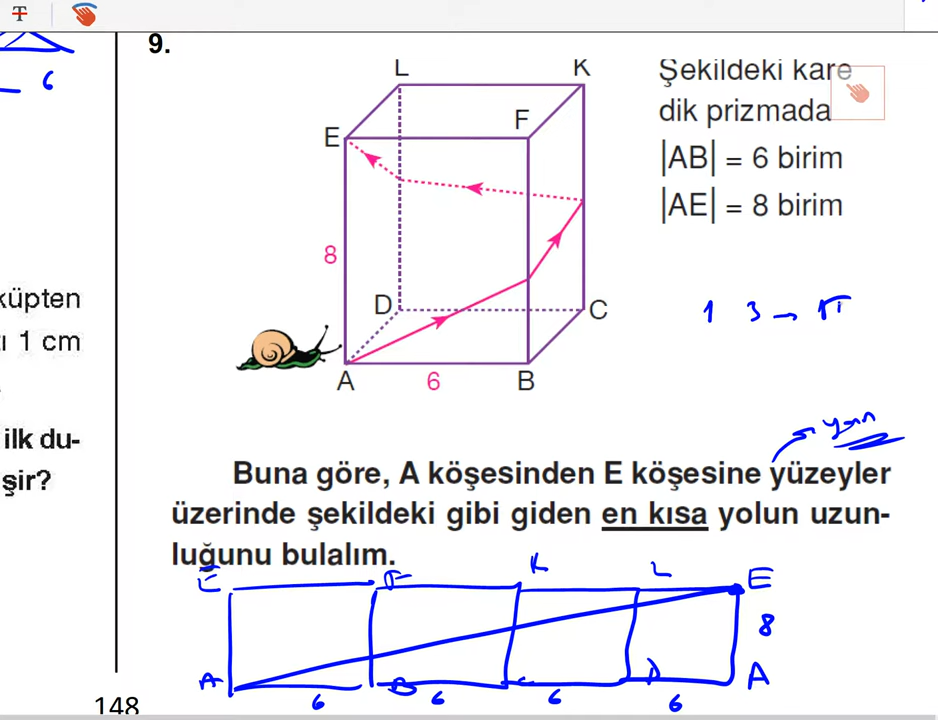 T
6
9.
L
K
Şekildeki kare
E
F
dik prizmada
|AB| = 6 birim
|AE| = 8 birim
8
küpten
D
C
1 3 → √
ı 1 cm
A
6
B
ilk du-
şir?
Buna göre, A köşesinden E köşesine yüzeyler
üzerinde şekildeki gibi giden en kısa yolun uzun-
luğunu bulalım.
E
F
K
L
E
8
A
B
C
D
A
6
6
6
6
148